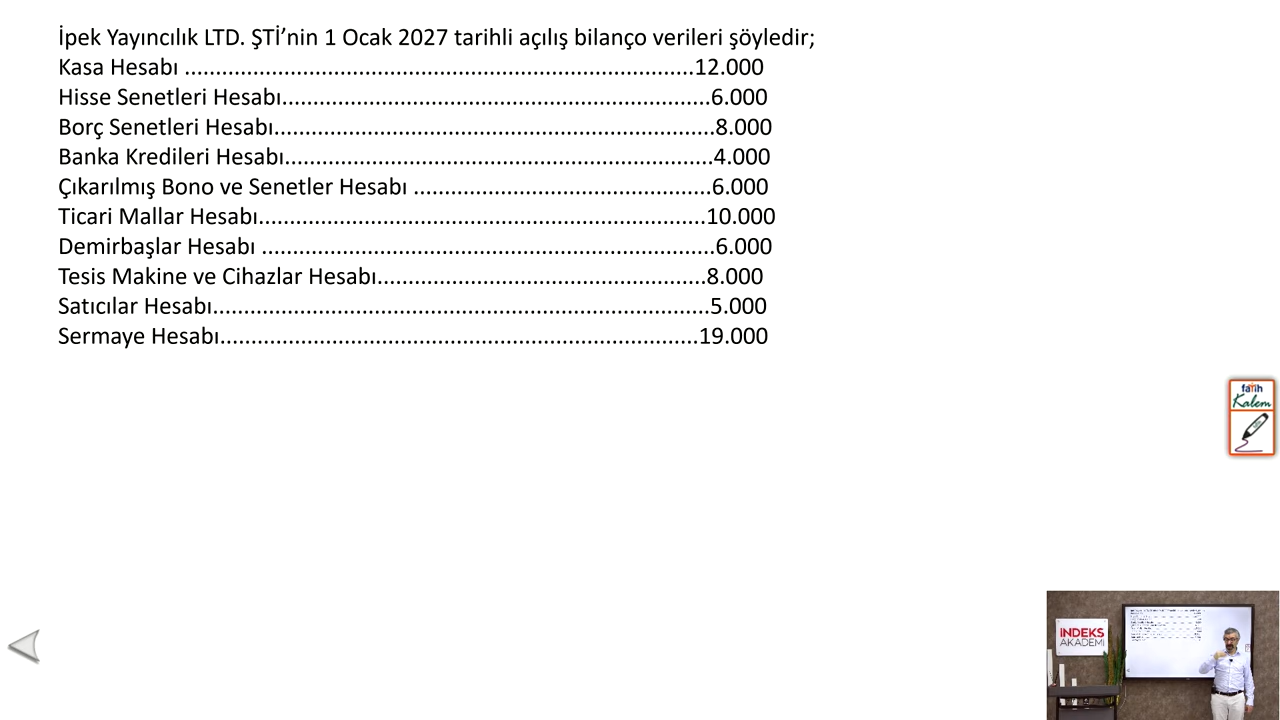 İpek Yayıncılık LTD. ŞTİ’nin 1 Ocak 2027 tarihli açılış bilanço verileri şöyledir;
Kasa Hesabı .................................................................................12.000
Hisse Senetleri Hesabı....................................................................6.000
Borç Senetleri Hesabı......................................................................8.000
Banka Kredileri Hesabı....................................................................4.000
Çıkarılmış Bono ve Senetler Hesabı ...............................................6.000
Ticari Mallar Hesabı.......................................................................10.000
Demirbaşlar Hesabı ........................................................................6.000
Tesis Makine ve Cihazlar Hesabı....................................................8.000
Satıcılar Hesabı...............................................................................5.000
Sermaye Hesabı............................................................................19.000
fatih
Kalem
INDEKS
AKADEMİ